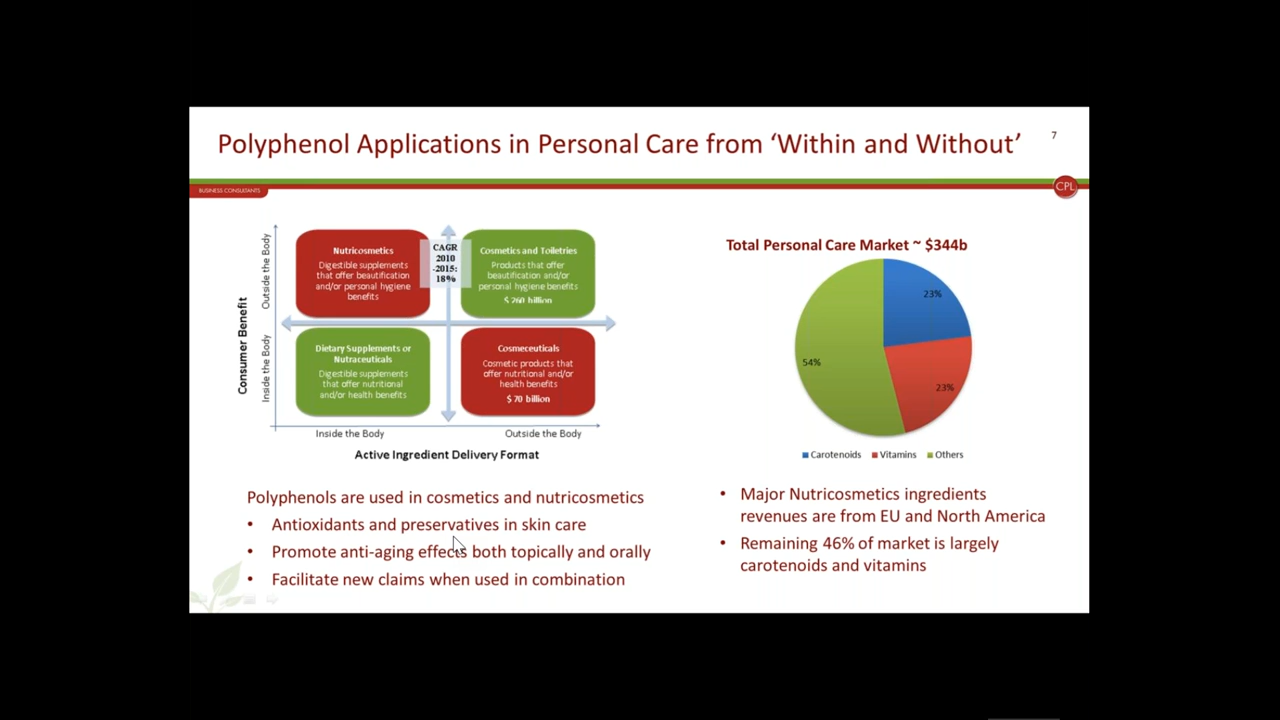 Polyphenol Applications in Personal Care from ‘Within and Without’
7
BUSINESS CONSULTANTS
CPL
Consumer Benefit
Outside the Body
Inside the Body
Nutricosmetics
Digestible supplements
that offer beautification
and/or personal hygiene
benefits
CAGR
2010
-2015:
18%
Cosmetics and Toiletries
Products that offer
beautification and/or
personal hygiene benefits
$ 260 billion
Dietary Supplements or
Nutraceuticals
Digestible supplements
that offer nutritional
and/or health benefits
Cosmeceuticals
Cosmetic products that
offer nutritional and/or
health benefits
$ 70 billion
Inside the Body
Outside the Body
Active Ingredient Delivery Format
Polyphenols are used in cosmetics and nutricosmetics
• Antioxidants and preservatives in skin care
• Promote anti-aging effects both topically and orally
• Facilitate new claims when used in combination
Total Personal Care Market ~ $344b
23%
54%
23%
Carotenoids Vitamins Others
• Major Nutricosmetics ingredients
revenues are from EU and North America
• Remaining 46% of market is largely
carotenoids and vitamins